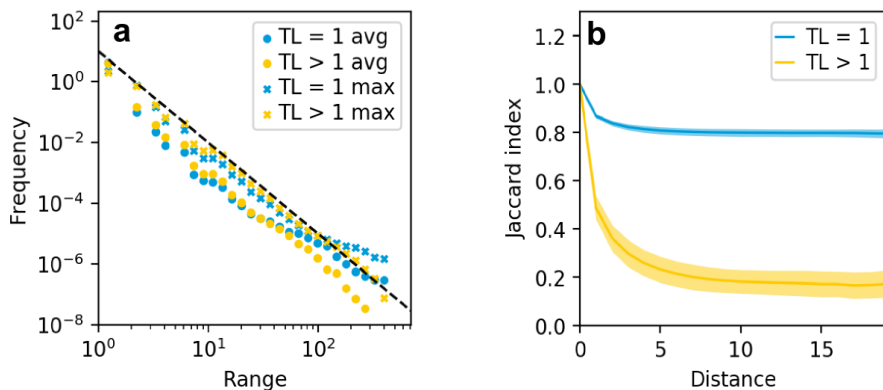 a
10^2
10^0
10^-2
10^-4
10^-6
10^-8
Frequency
TL = 1 avg
TL > 1 avg
TL = 1 max
TL > 1 max
10^0
10^1
10^2
Range
b
1.2
1.0
0.8
0.6
0.4
0.2
0.0
Jaccard index
TL = 1
TL > 1
0
5
10
15
Distance